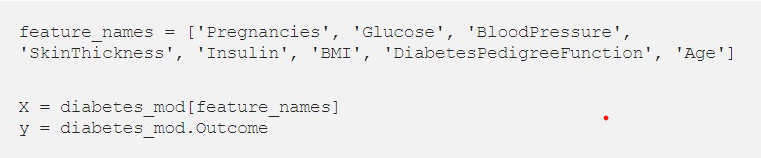 feature_names = ['Pregnancies', 'Glucose', 'BloodPressure',
'SkinThickness', 'Insulin', 'BMI', 'DiabetesPedigreeFunction', 'Age']
X = diabetes_mod[feature_names]
y = diabetes_mod.Outcome